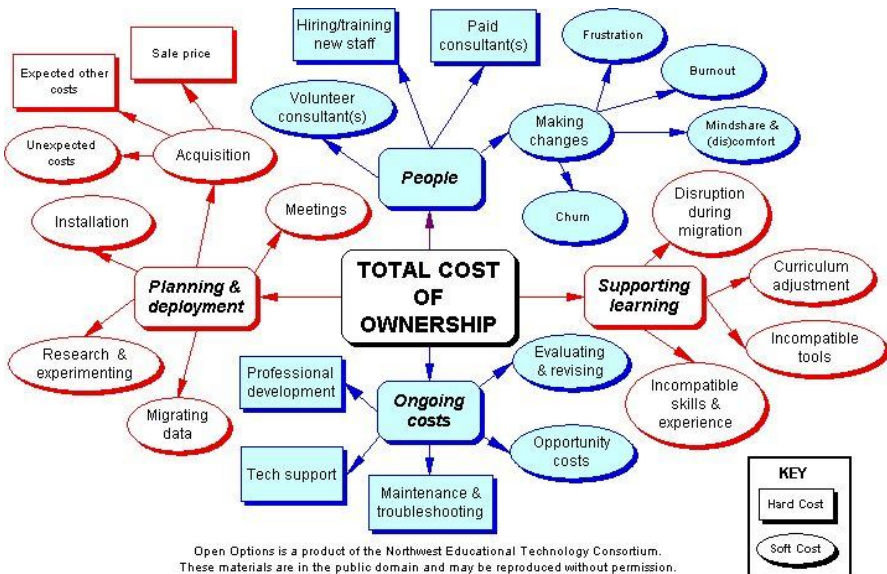 Hiring/training
new staff
Paid
consultant(s)
Frustration
Sale price
Expected other
costs
Burnout
Volunteer
consultant(s)
Making
changes
Mindshare &
(dis)comfort
Unexpected
costs
Acquisition
People
Churn
Disruption
during
migration
Installation
Meetings
TOTAL COST
OF
OWNERSHIP
Planning &
deployment
Supporting
learning
Curriculum
adjustment
Research &
experimenting
Migrating
data
Professional
development
Ongoing
costs
Evaluating
& revising
Incompatible
tools
Incompatible
skills &
experience
Tech support
Maintenance &
troubleshooting
Opportunity
costs
KEY
Hard Cost
Soft Cost
Open Options is a product of the Northwest Educational Technology Consortium.
These materials are in the public domain and may be reproduced without permission.